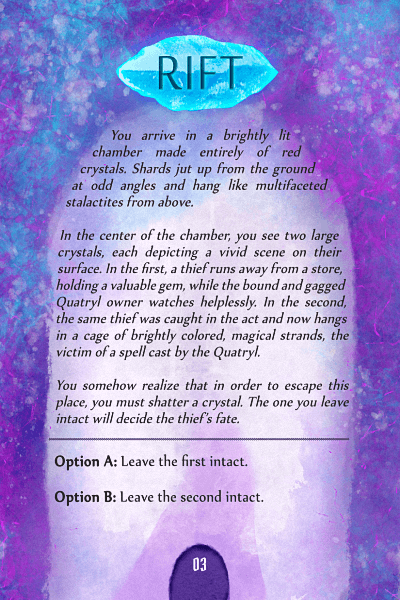 RIFT
You arrive in a brightly lit
chamber made entirely of red
crystals. Shards jut up from the ground
at odd angles and hang like multifaceted
stalactites from above.
In the center of the chamber, you see two large
crystals, each depicting a vivid scene on their
surface. In the first, a thief runs away from a store,
holding a valuable gem, while the bound and gagged
Quatryl owner watches helplessly. In the second,
the same thief was caught in the act and now hangs
in a cage of brightly colored, magical strands, the
victim of a spell cast by the Quatryl.
You somehow realize that in order to escape this
place, you must shatter a crystal. The one you leave
intact will decide the thief's fate.
Option A: Leave the first intact.
Option B: Leave the second intact.
03